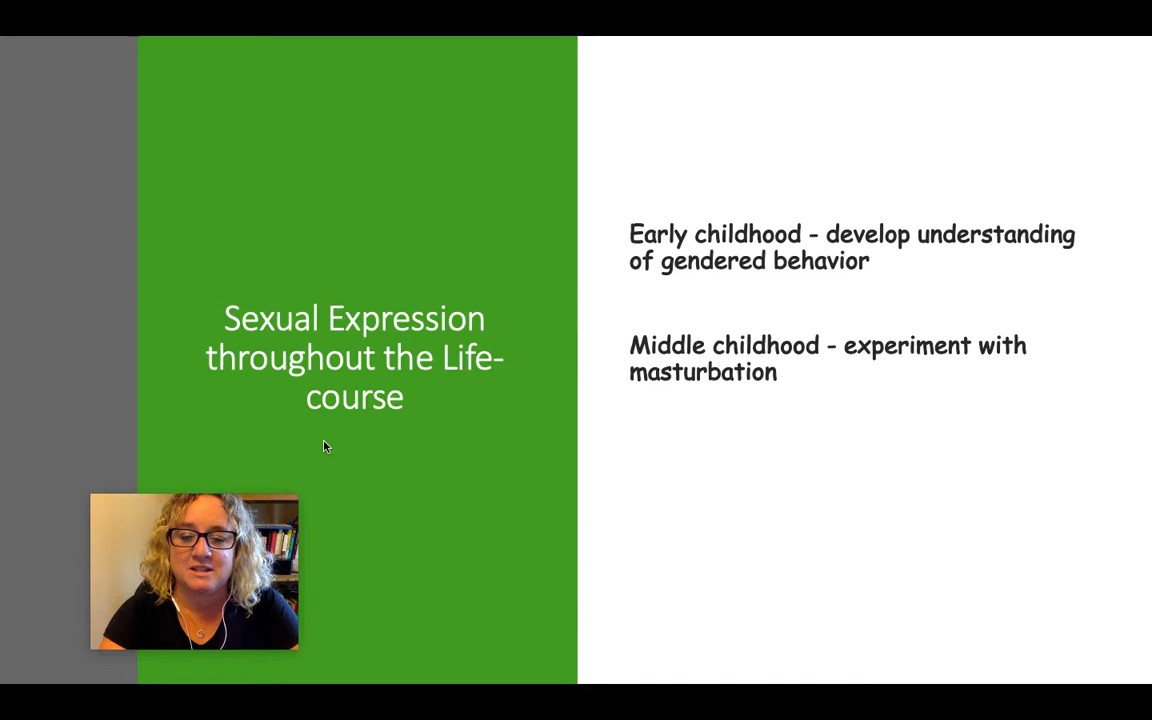 Sexual Expression
throughout the Life-
course
Early childhood - develop understanding
of gendered behavior
Middle childhood - experiment with
masturbation